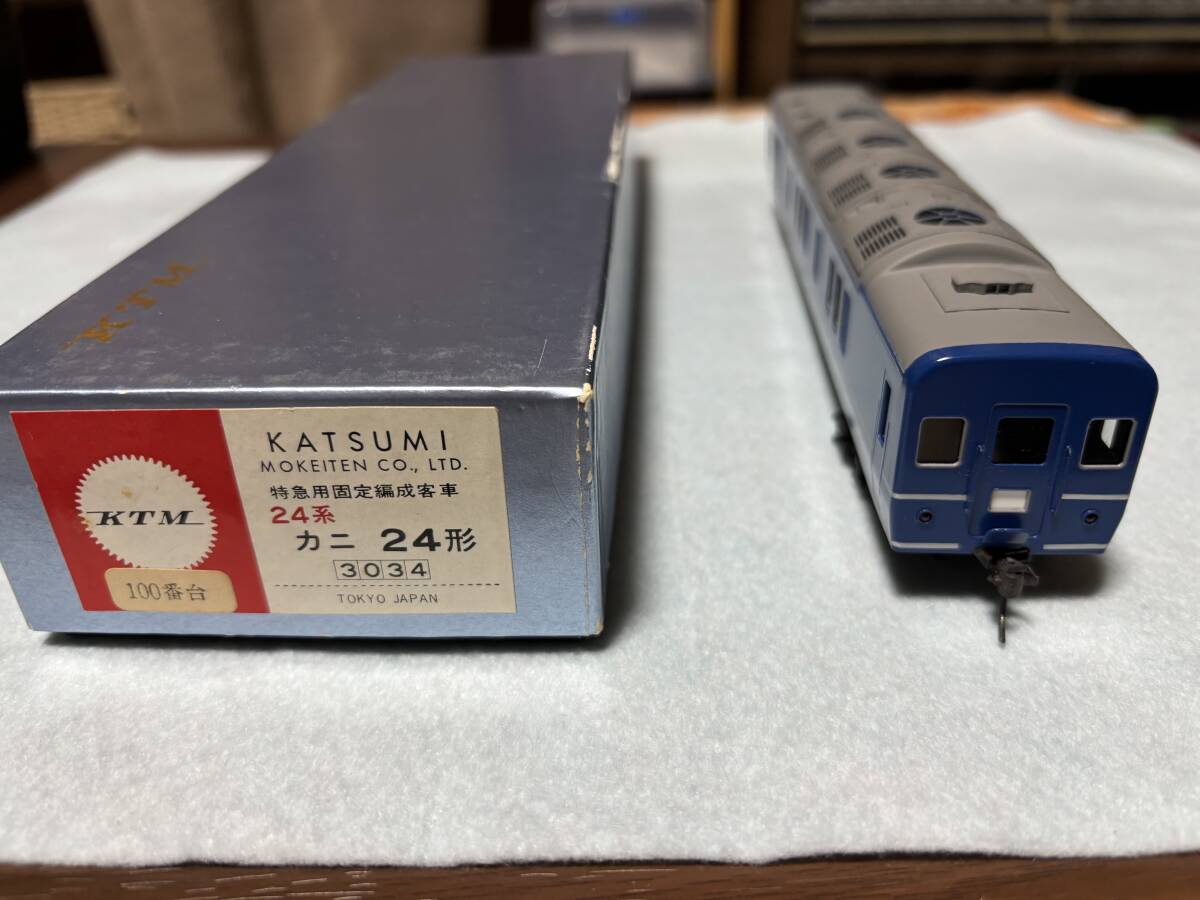 KTM
KTM
100番台
KATSUMI
MOKEITEN CO., LTD.
特急用固定編成客車
24系
カニ 24形
3034
TOKYO JAPAN